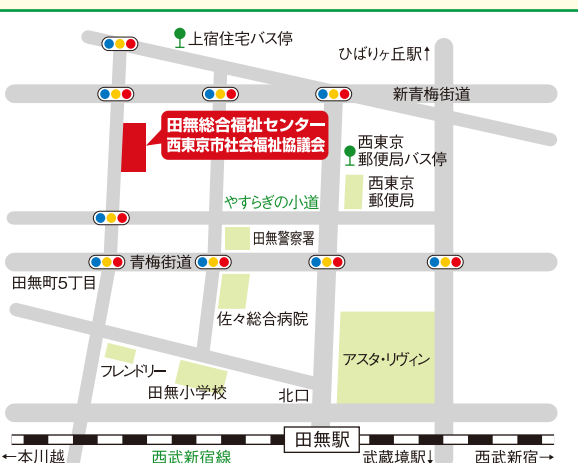 上宿住宅バス停
ひばりヶ丘駅↑
新青梅街道
田無総合福祉センター
西東京市社会福祉協議会
西東京
郵便局バス停
西東京
郵便局
やすらぎの小道
田無警察署
青梅街道
田無町5丁目
佐々総合病院
アスタ・リヴィン
フレンドリー
田無小学校
北口
田無駅
←本川越
西武新宿線
武蔵境駅↓
西武新宿→